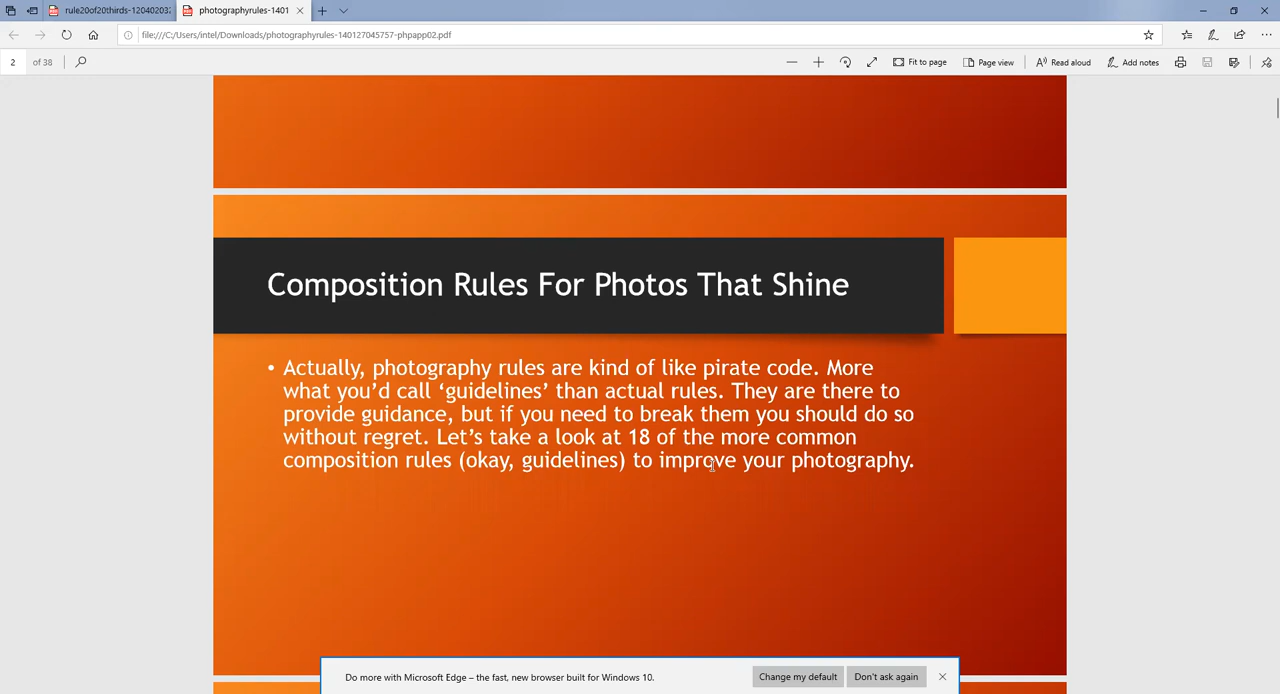 rule20of20thirds-120402032
photographyrules-1401
file:///C:/Users/intel/Downloads/photographyrules-140127045757-phpapp02.pdf
2 of 38
Fit to page
Page view
Read aloud
Add notes
Composition Rules For Photos That Shine
• Actually, photography rules are kind of like pirate code. More
what you’d call ‘guidelines’ than actual rules. They are there to
provide guidance, but if you need to break them you should do so
without regret. Let’s take a look at 18 of the more common
composition rules (okay, guidelines) to improve your photography.
Do more with Microsoft Edge – the fast, new browser built for Windows 10.
Change my default
Don't ask again